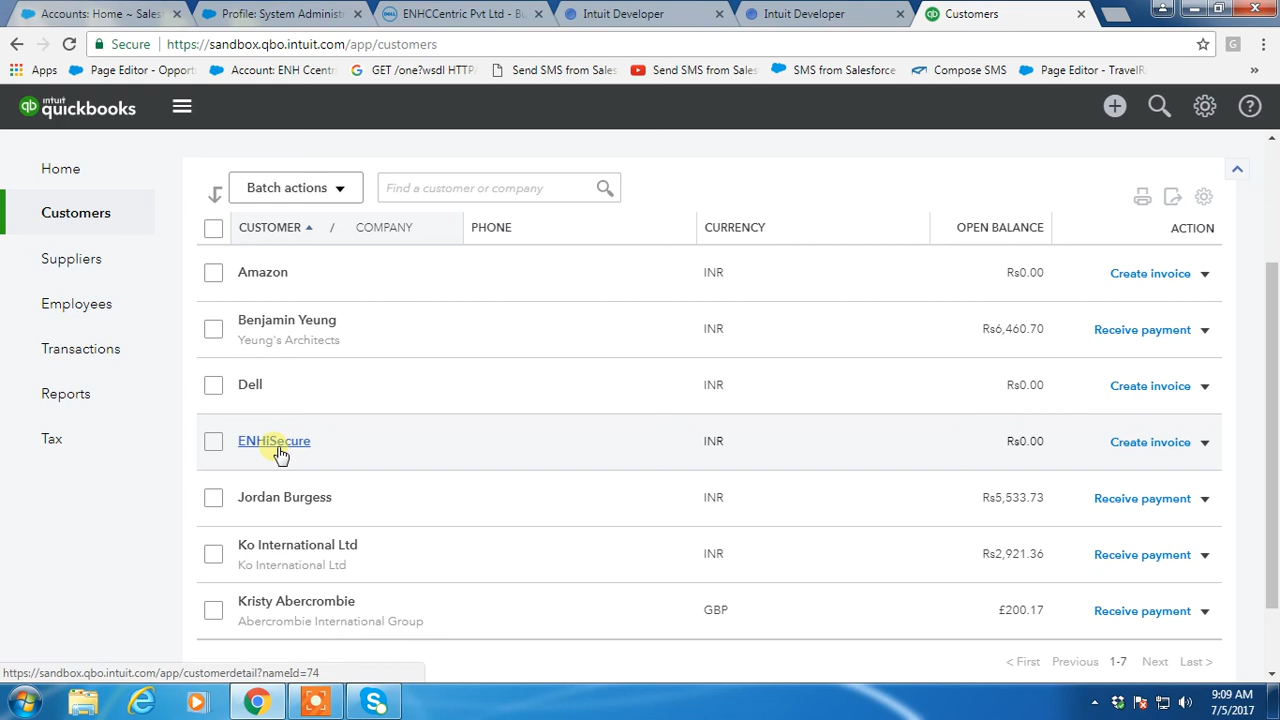 Accounts: Home ~ Sales
Profile: System Administ
ENHCCentric Pvt Ltd - Bu
Intuit Developer
Intuit Developer
Customers
Secure
https://sandbox.qbo.intuit.com/app/customers
Apps
Page Editor - Opport
Account: ENH Ccentri
GET /one?wsdl HTTP/
Send SMS from Sales
Send SMS from Sales
SMS from Salesforce
Compose SMS
Page Editor - TravelR
»
qb intuit quickbooks
Home
Customers
Suppliers
Employees
Transactions
Reports
Tax
Batch actions
Find a customer or company
CUSTOMER / COMPANY PHONE CURRENCY OPEN BALANCE ACTION
Amazon INR Rs0.00 Create invoice
Benjamin Yeung INR Rs6,460.70 Receive payment
Yeung's Architects
Dell INR Rs0.00 Create invoice
ENHiSecure INR Rs0.00 Create invoice
Jordan Burgess INR Rs5,533.73 Receive payment
Ko International Ltd INR Rs2,921.36 Receive payment
Ko International Ltd
Kristy Abercrombie GBP £200.17 Receive payment
Abercrombie International Group
< First Previous 1-7 Next Last >
https://sandbox.qbo.intuit.com/app/customerdetail?nameId=74
9:09 AM
7/5/2017